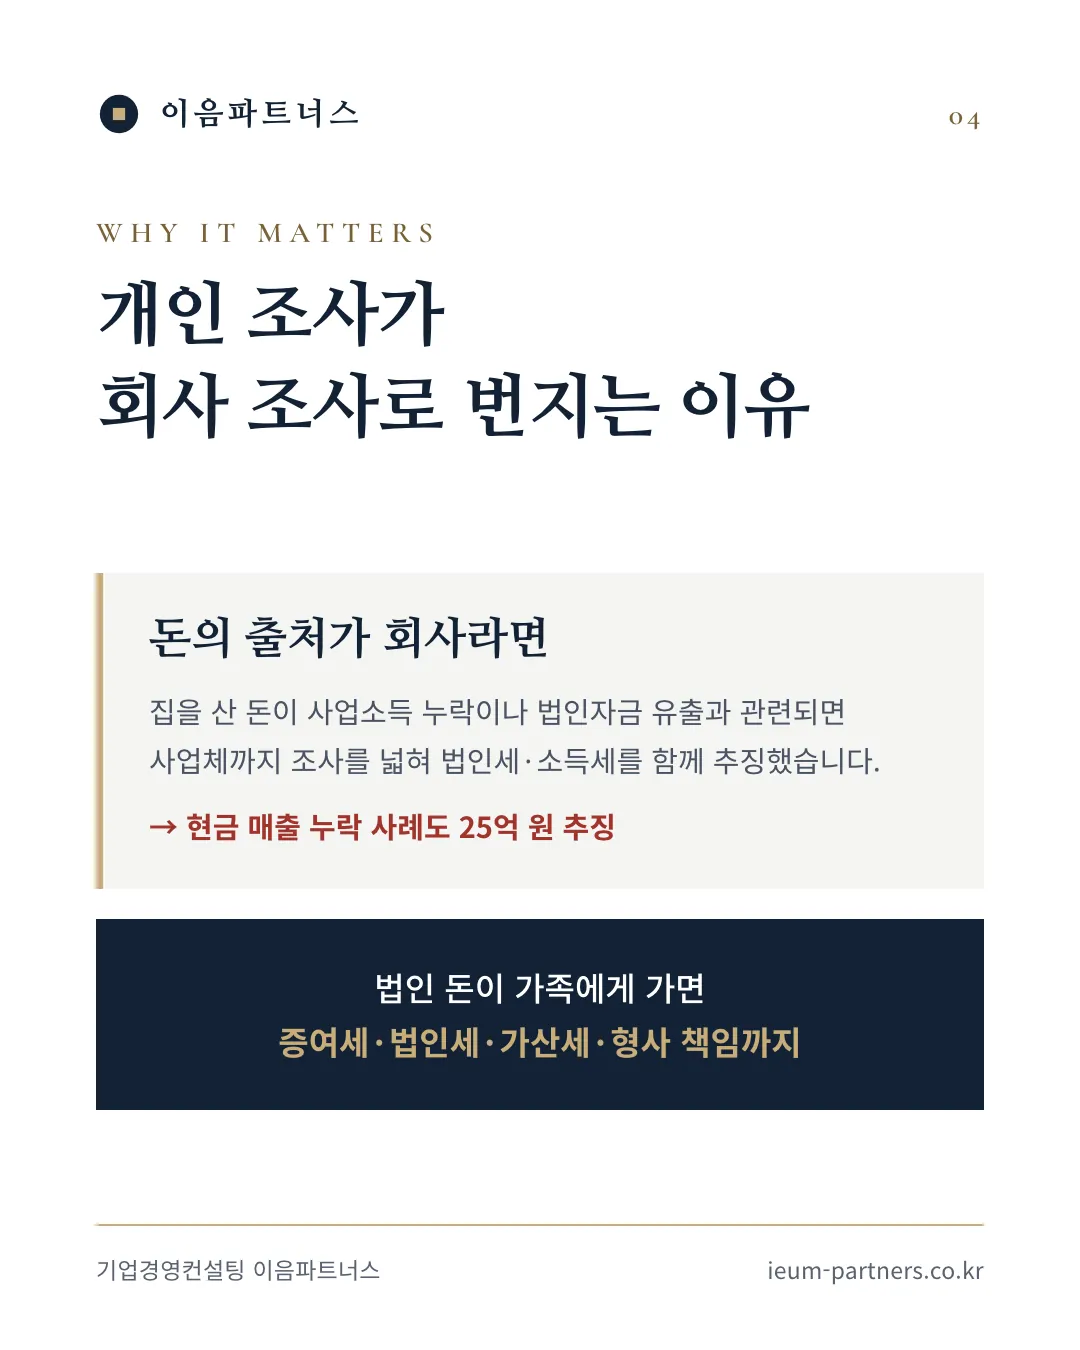 이음파트너스
04
WHY IT MATTERS
개인 조사가
회사 조사로 번지는 이유
돈의 출처가 회사라면
집을 산 돈이 사업소득 누락이나 법인자금 유출과 관련되면
사업체까지 조사를 넓혀 법인세·소득세를 함께 추징했습니다.
→ 현금 매출 누락 사례도 25억 원 추징
법인 돈이 가족에게 가면
증여세·법인세·가산세·형사 책임까지
기업경영컨설팅 이음파트너스
ieum-partners.co.kr